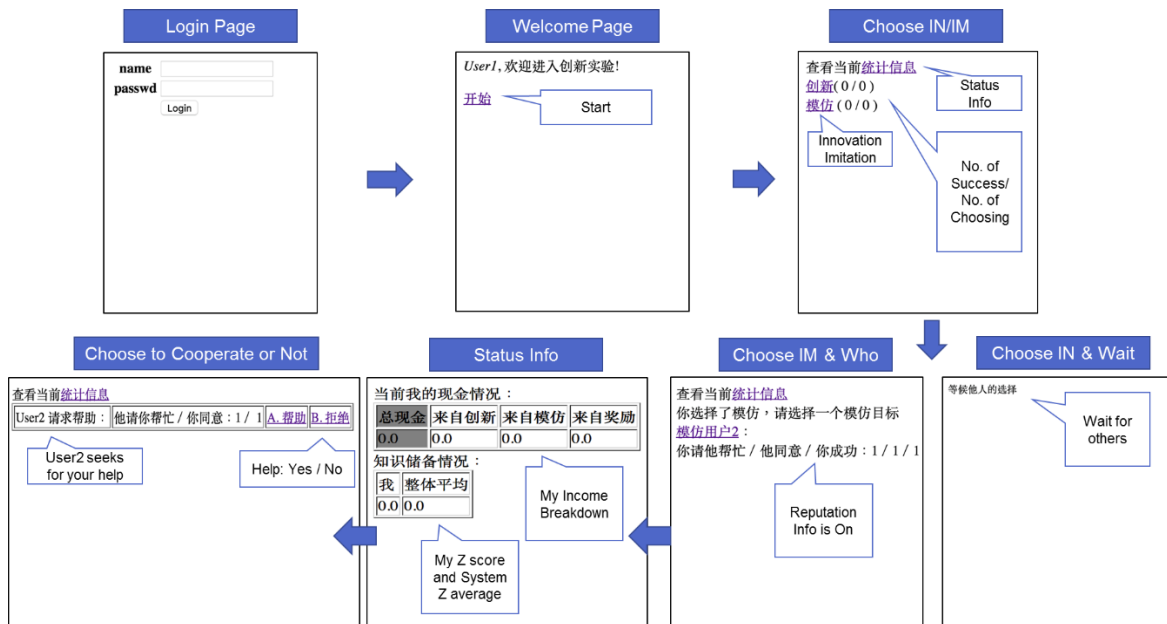 Login Page
name
passwd
Login
Welcome Page
User1, 欢迎进入创新实验!
开始
Start
Choose IN/IM
查看当前统计信息
创新(0/0)
模仿 (0/0)
Status
Info
Innovation
Imitation
No. of
Success/
No. of
Choosing
Choose to Cooperate or Not
查看当前统计信息
User2 请求帮助： 他请你帮忙 / 你同意：1 / 1 A. 帮助 B. 拒绝
User2 seeks
for your help
Help: Yes / No
Status Info
当前我的现金情况：
总现金 来自创新 来自模仿 来自奖励
0.0 0.0 0.0 0.0
知识储备情况：
我 整体平均
0.0 0.0
My Income
Breakdown
My Z score
and System
Z average
Choose IM & Who
查看当前统计信息
你选择了模仿，请选择一个模仿目标
模仿用户2：
你请他帮忙 / 他同意 / 你成功：1 / 1 / 1
Reputation
Info is On
Choose IN & Wait
等候他人的选择
Wait for
others